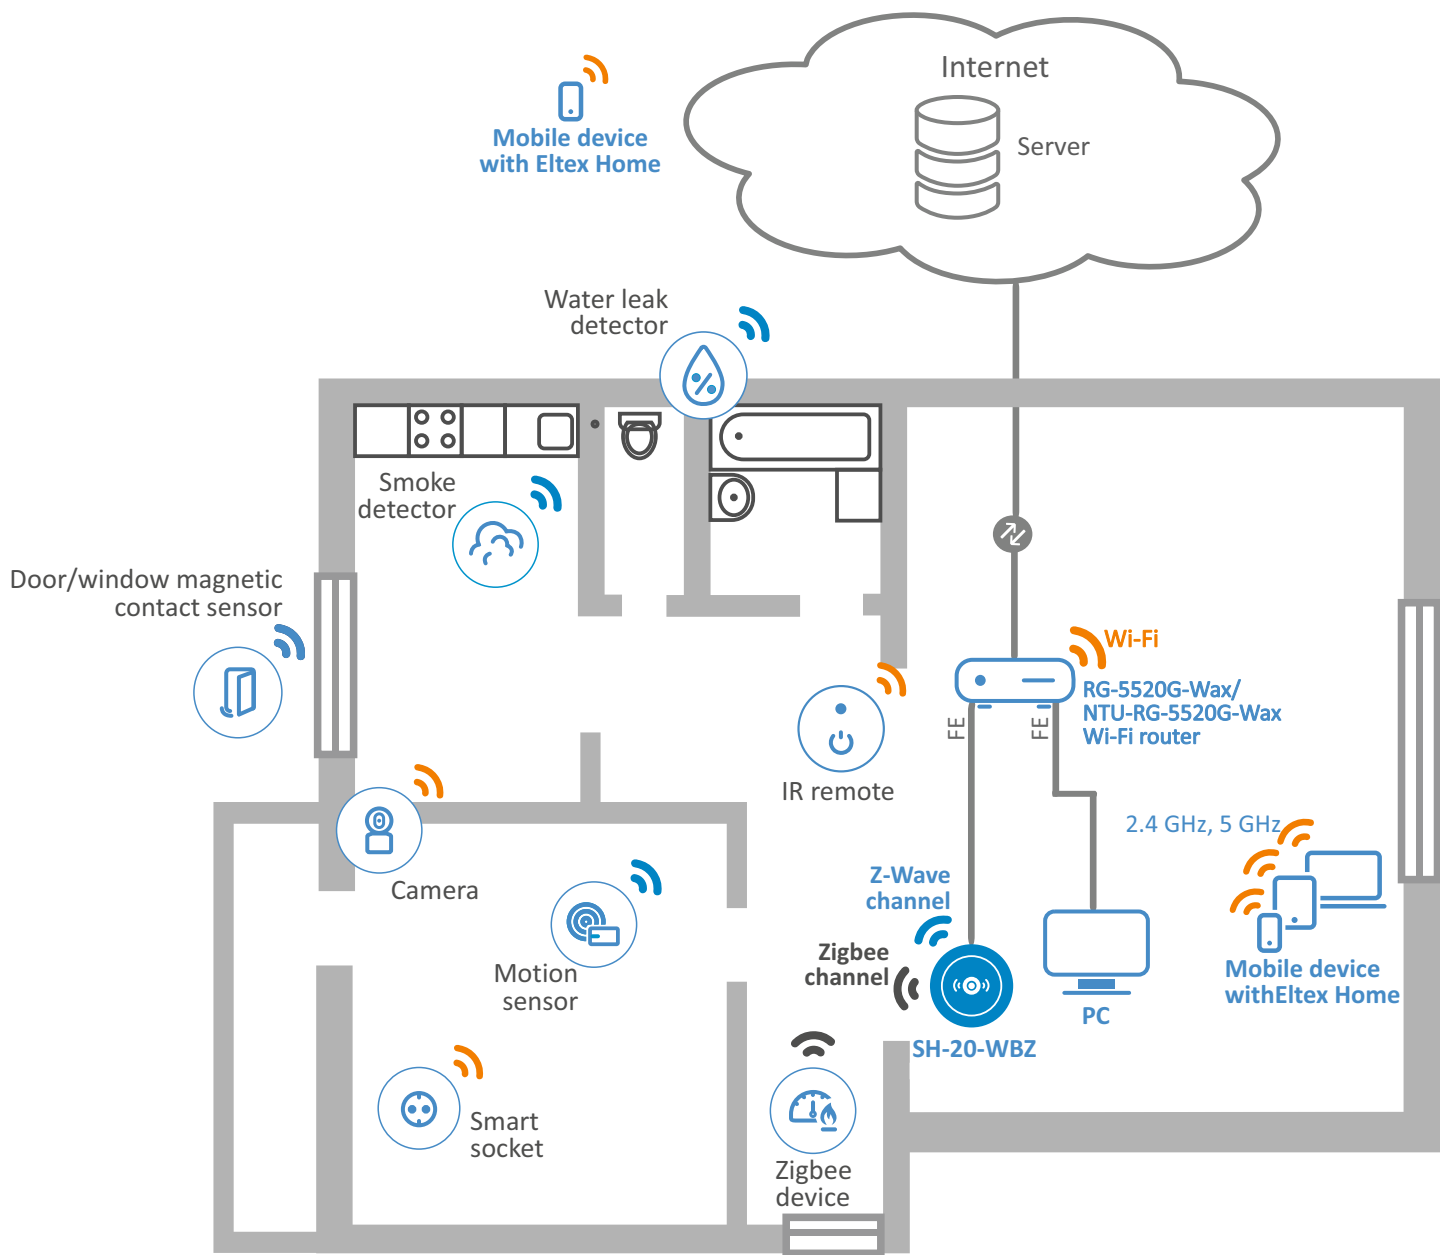 Internet
Server
Mobile device
with Eltex Home
Water leak
detector
Smoke
detector
Door/window magnetic
contact sensor
Wi-Fi
RG-5520G-Wax/
NTU-RG-5520G-Wax
Wi-Fi router
FE
FE
IR remote
2.4 GHz, 5 GHz
Camera
Z-Wave
channel
Zigbee
channel
Motion
sensor
Mobile device
withEltex Home
PC
SH-20-WBZ
Smart
socket
Zigbee
device